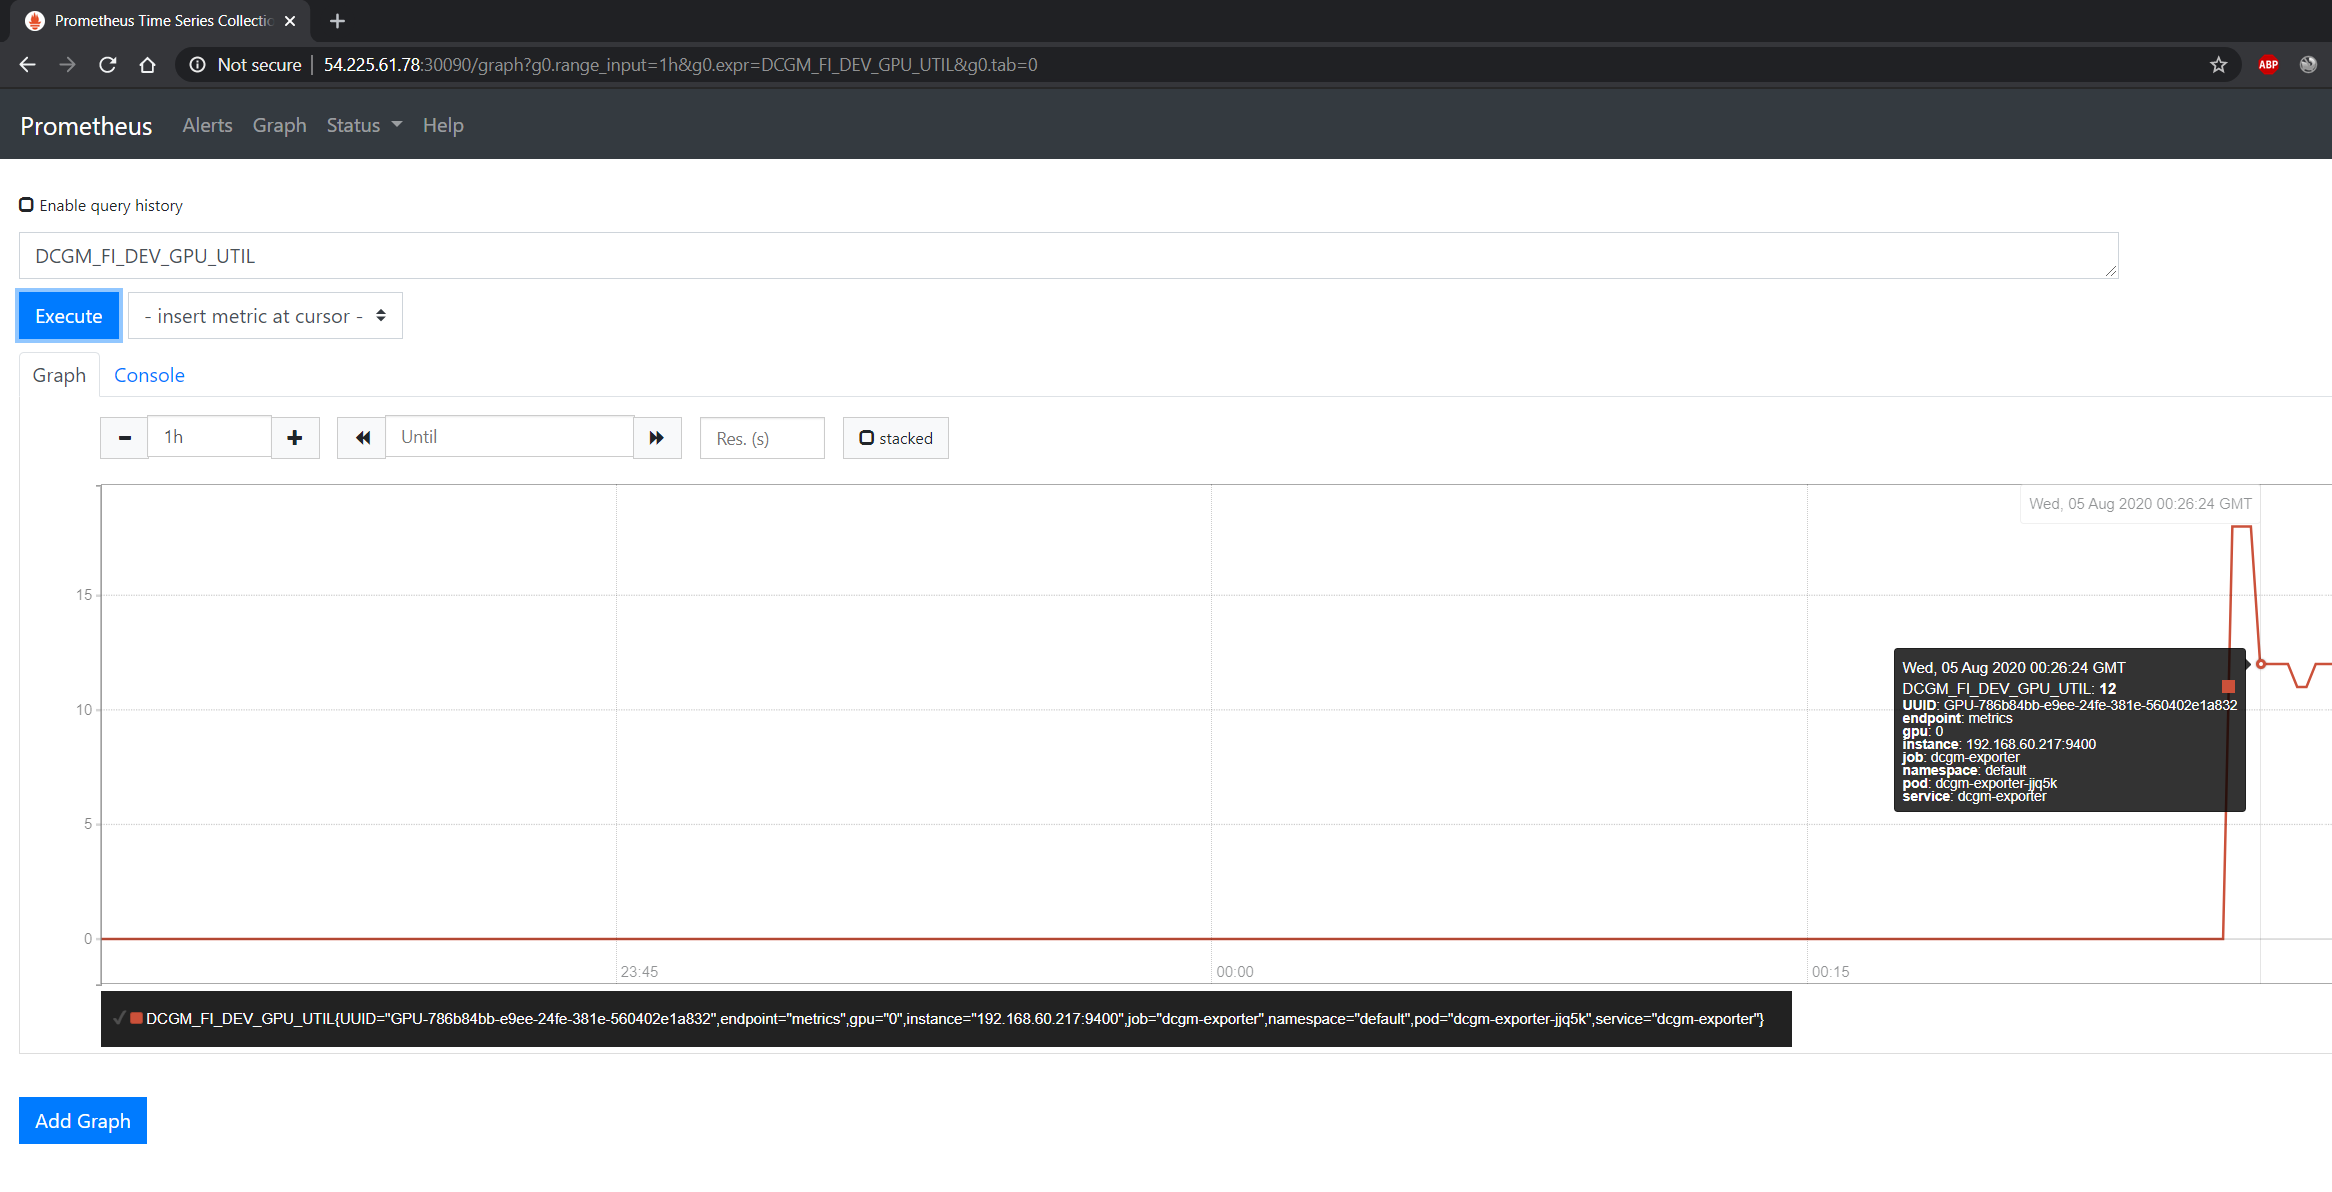 Prometheus Time Series Collectio
Not secure | 54.225.61.78:30090/graph?g0.range_input=1h&g0.expr=DCGM_FI_DEV_GPU_UTIL&g0.tab=0
ABP
Prometheus Alerts Graph Status Help
Enable query history
DCGM_FI_DEV_GPU_UTIL
Execute - insert metric at cursor -
Graph Console
1h Until Res. (s) stacked
Wed, 05 Aug 2020 00:26:24 GMT
15
10
5
0
Wed, 05 Aug 2020 00:26:24 GMT
DCGM_FI_DEV_GPU_UTIL: 12
UUID: GPU-786b84bb-e9ee-24fe-381e-560402e1a832
endpoint: metrics
gpu: 0
instance: 192.168.60.217:9400
job: dcgm-exporter
namespace: default
pod: dcgm-exporter-jjq5k
service: dcgm-exporter
23:45 00:00 00:15
DCGM_FI_DEV_GPU_UTIL{UUID="GPU-786b84bb-e9ee-24fe-381e-560402e1a832",endpoint="metrics",gpu="0",instance="192.168.60.217:9400",job="dcgm-exporter",namespace="default",pod="dcgm-exporter-jjq5k",service="dcgm-exporter"}
Add Graph